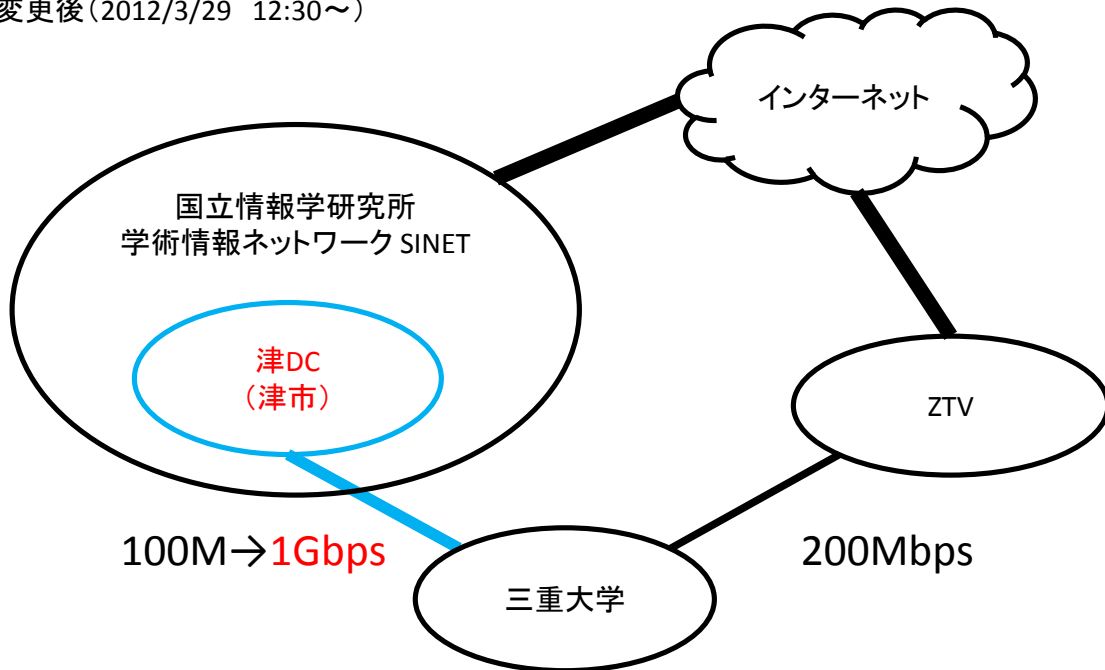 変更後（2012/3/29　12:30～）
インターネット
国立情報学研究所
学術情報ネットワーク SINET
津DC
（津市）
ZTV
100M→1Gbps
200Mbps
三重大学